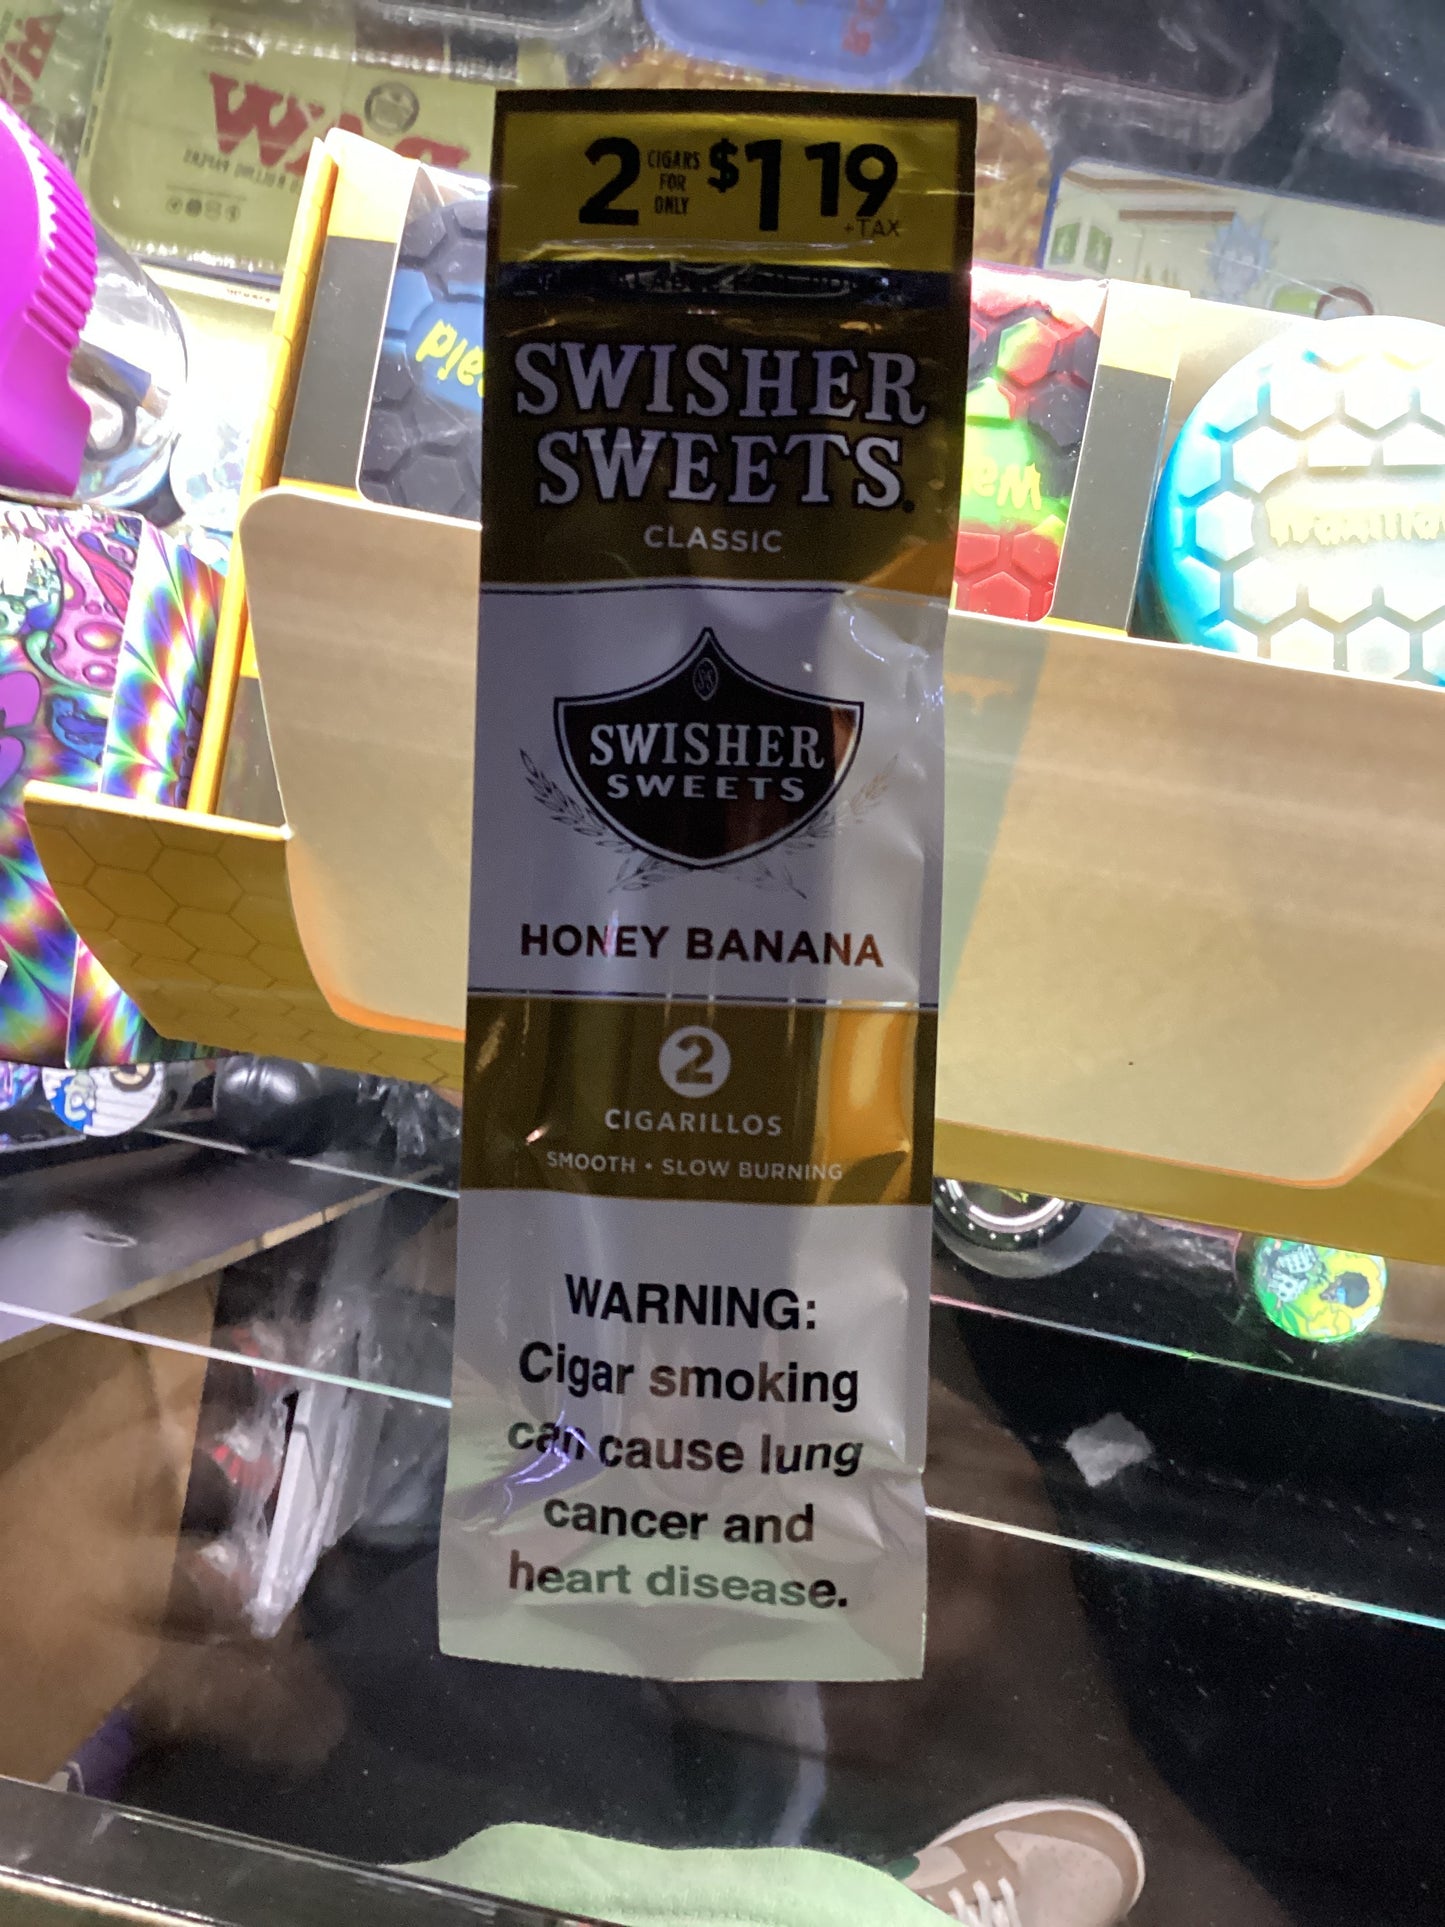 2 CIGARS FOR ONLY $1 19
+TAX
SWISHER
SWEETS.
CLASSIC
SS
SWISHER
SWEETS
HONEY BANANA
2
CIGARILLOS
SMOOTH • SLOW BURNING
WARNING:
Cigar smoking
can cause lung
cancer and
heart disease.